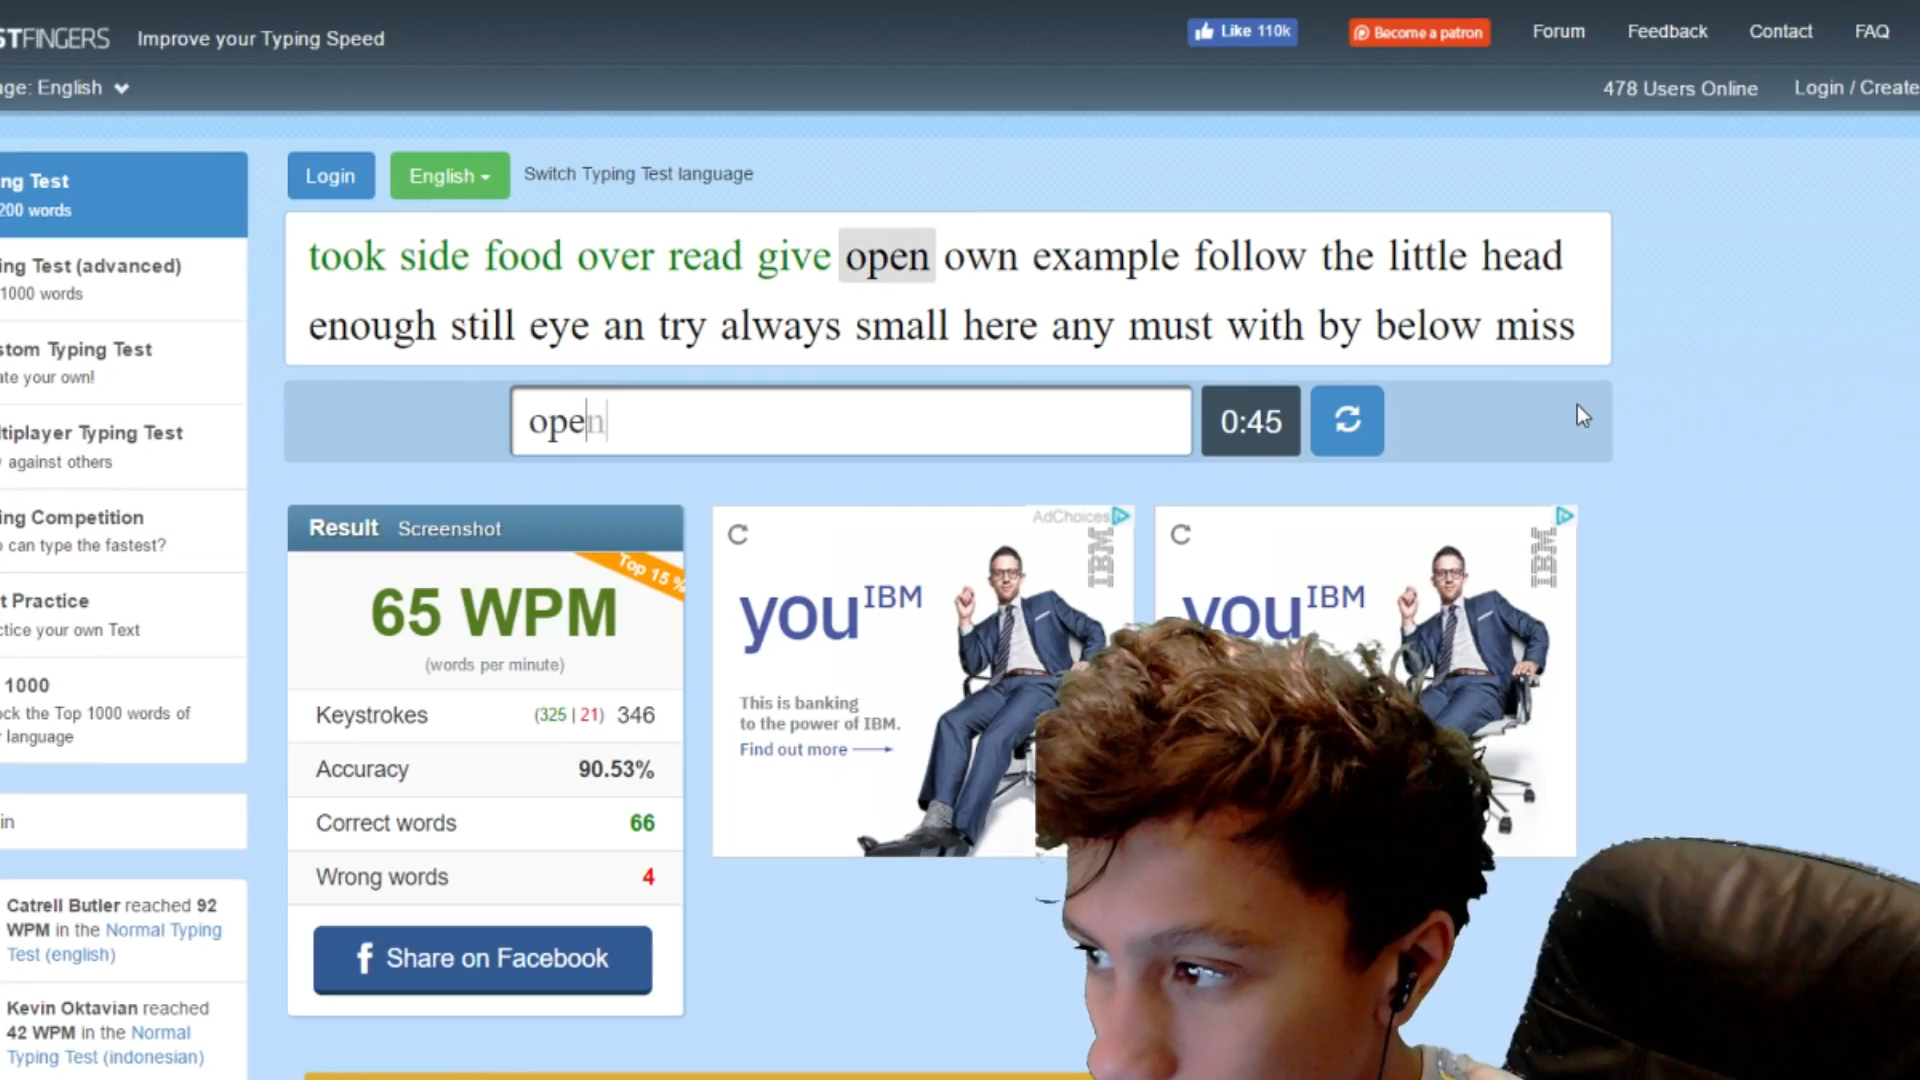 STFINGERS Improve your Typing Speed
Like 110k
Become a patron
Forum
Feedback
Contact
FAQ
age: English
478 Users Online
Login / Create
ng Test
200 words
ing Test (advanced)
1000 words
stom Typing Test
ate your own!
tiplayer Typing Test
y against others
ing Competition
o can type the fastest?
t Practice
ctice your own Text
1000
ock the Top 1000 words of
r language
in
Catrell Butler reached 92
WPM in the Normal Typing
Test (english)
Kevin Oktavian reached
42 WPM in the Normal
Typing Test (indonesian)
Login
English
Switch Typing Test language
took side food over read give open own example follow the little head
enough still eye an try always small here any must with by below miss
open
0:45
Result Screenshot
Top 15 %
65 WPM
(words per minute)
Keystrokes (325 | 21) 346
Accuracy 90.53%
Correct words 66
Wrong words 4
f Share on Facebook
AdChoices
IBM
you IBM
This is banking
to the power of IBM.
Find out more
IBM
you IBM